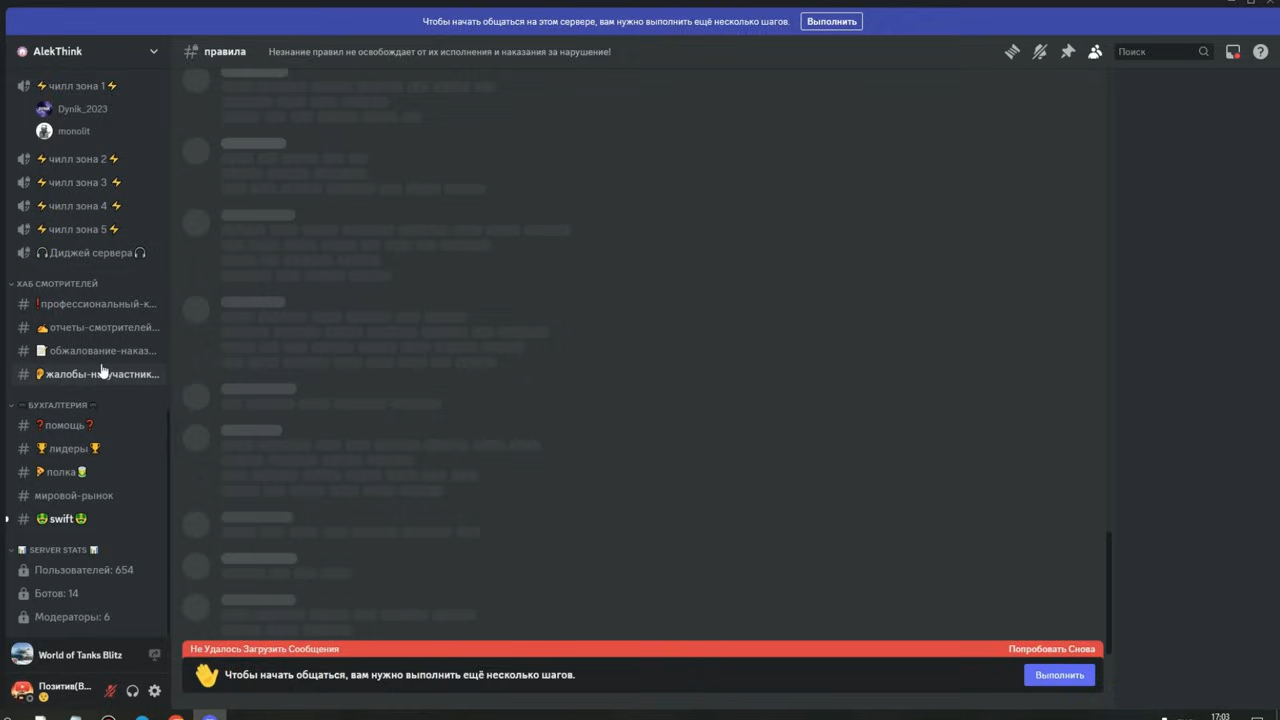 Чтобы начать общаться на этом сервере, вам нужно выполнить ещё несколько шагов.
Выполнить
AlekThink
правила
Незнание правил не освобождает от их исполнения и наказания за нарушение!
Поиск
чилл зона 1
Dynik_2023
monolit
чилл зона 2
чилл зона 3
чилл зона 4
чилл зона 5
Диджей сервера
ХАБ СМОТРИТЕЛЕЙ
профессиональный-к...
отчеты-смотрителей...
обжалование-наказ...
жалобы-на-участник...
БУХГАЛТЕРИЯ
помощь
лидеры
полка
мировой-рынок
swift
SERVER STATS
Пользователей: 654
Ботов: 14
Модераторы: 6
Не Удалось Загрузить Сообщения
Попробовать Снова
Чтобы начать общаться, вам нужно выполнить ещё несколько шагов.
Выполнить
World of Tanks Blitz
Позитив(В...
17:03